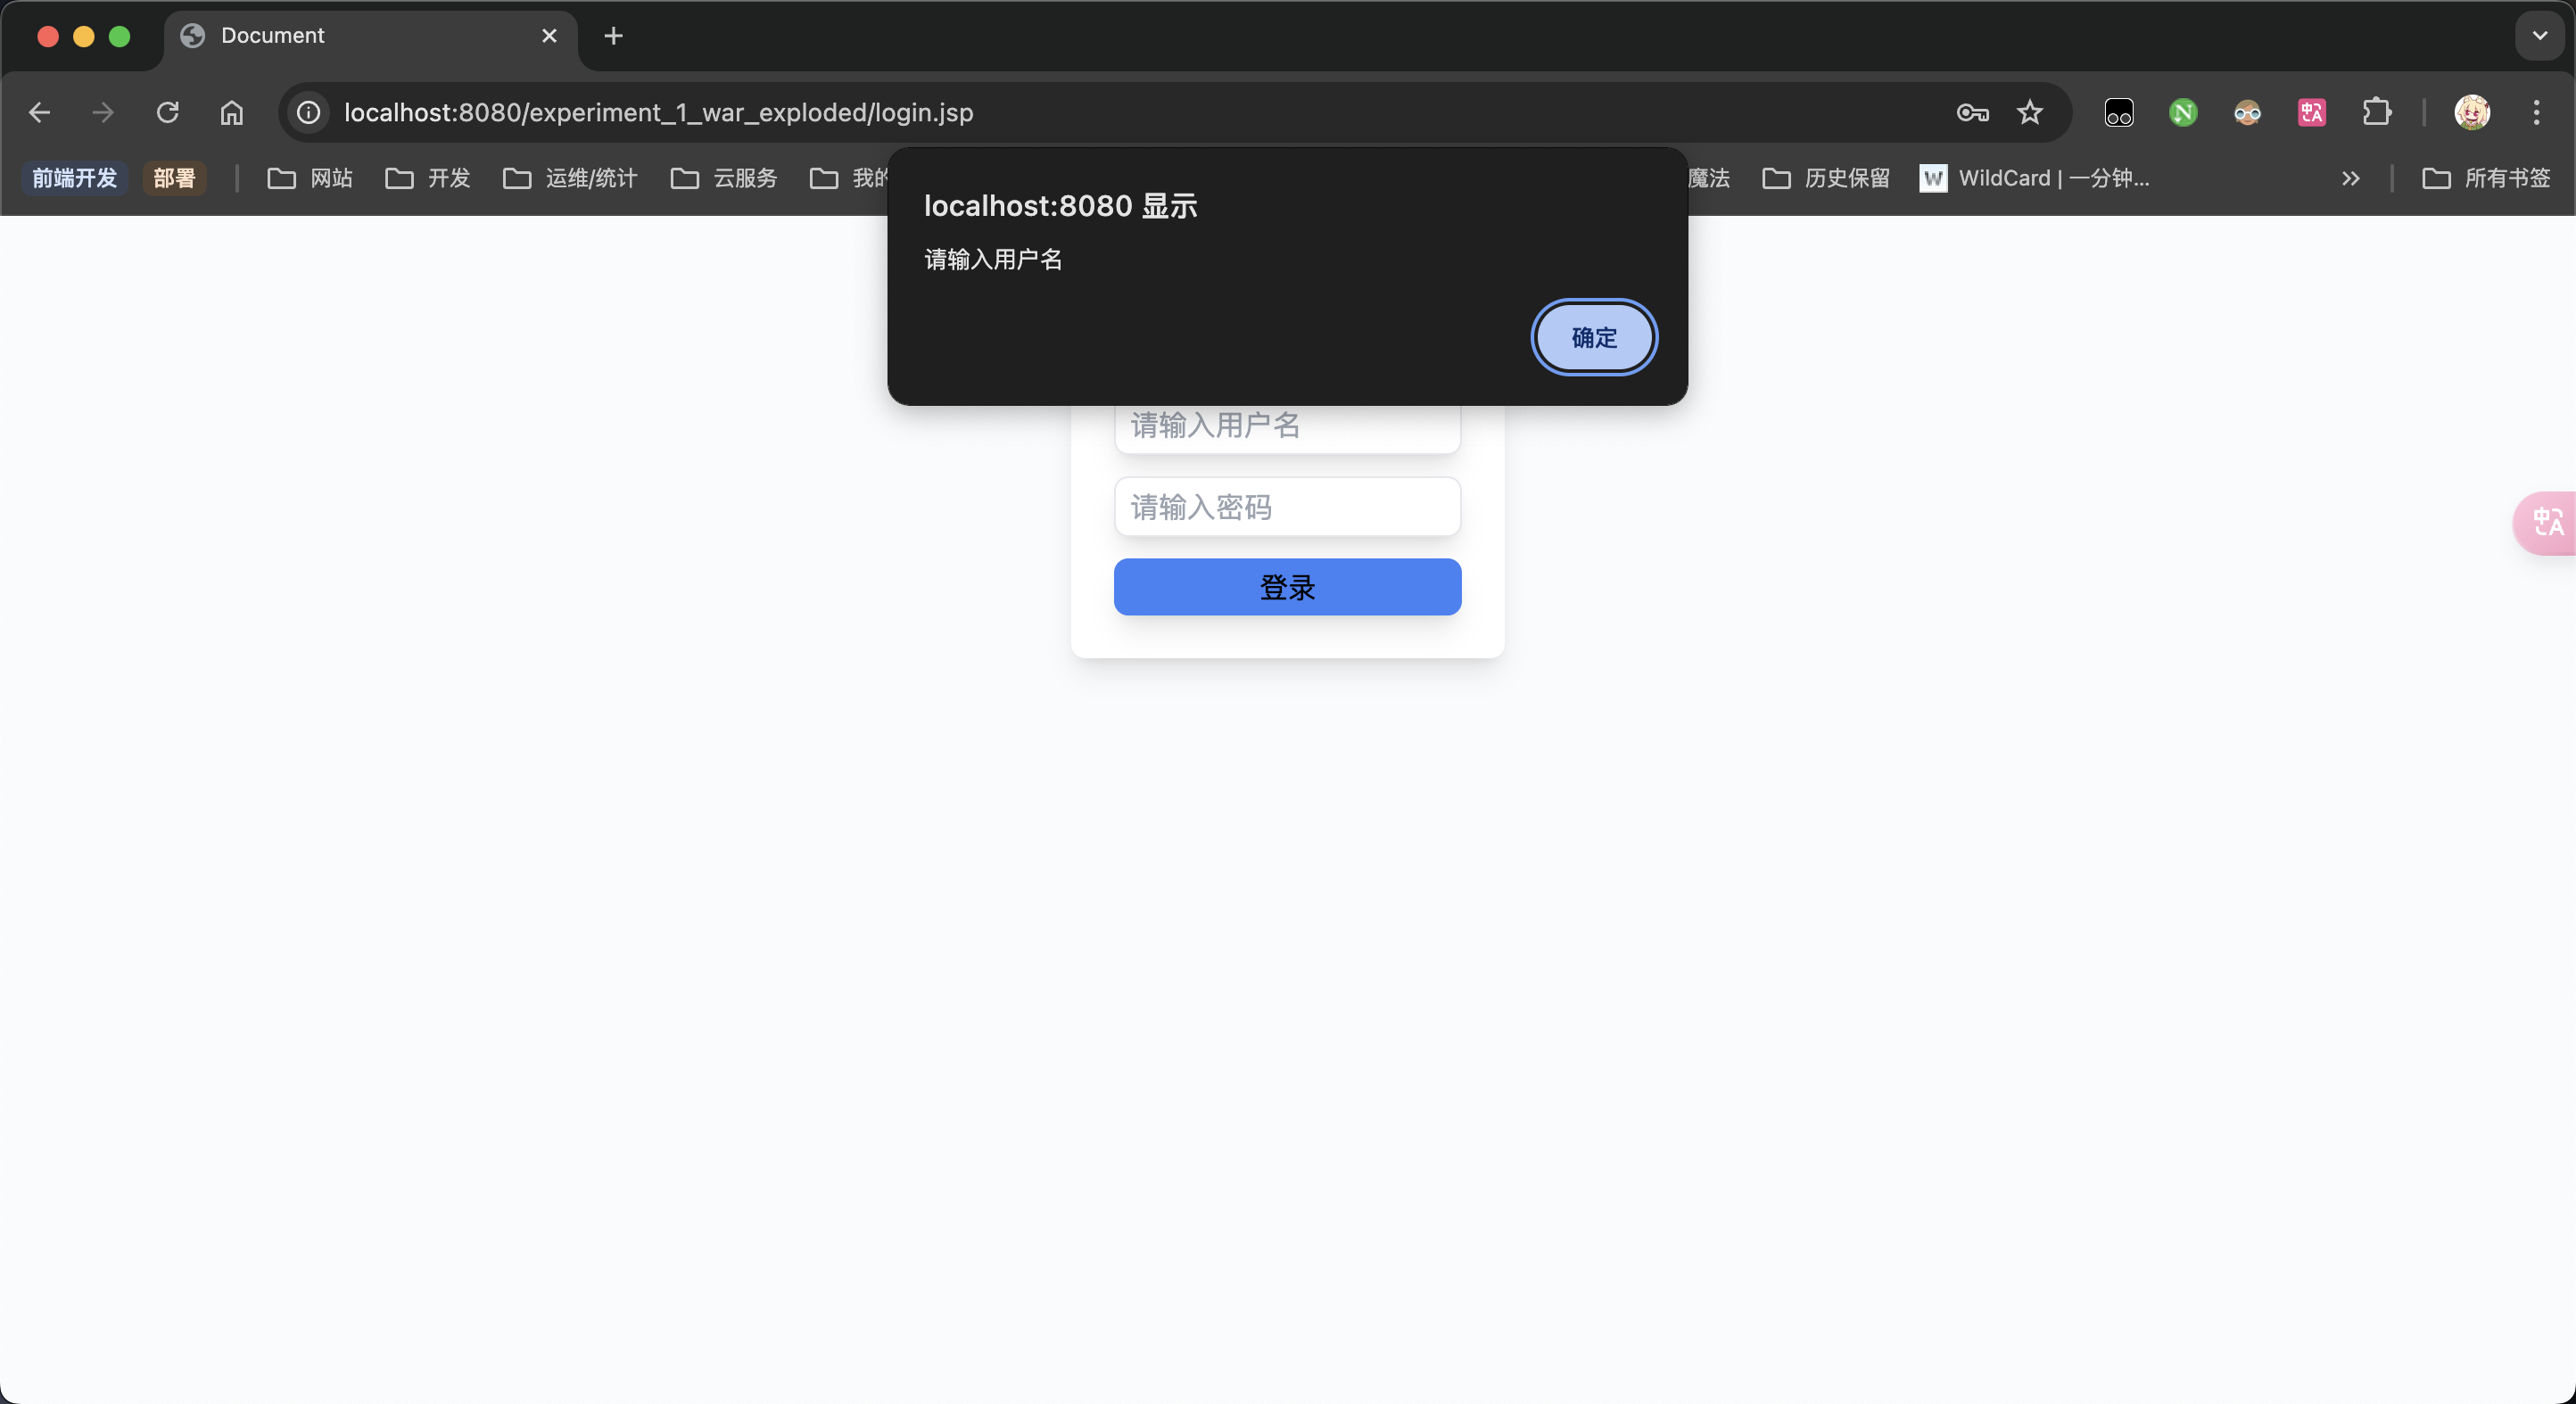 Document
localhost:8080/experiment_1_war_exploded/login.jsp
前端开发 部署 网站 开发 运维/统计 云服务 我的 魔法 历史保留 WildCard | 一分钟... 所有书签
localhost:8080 显示
请输入用户名
确定
请输入用户名
请输入密码
登录